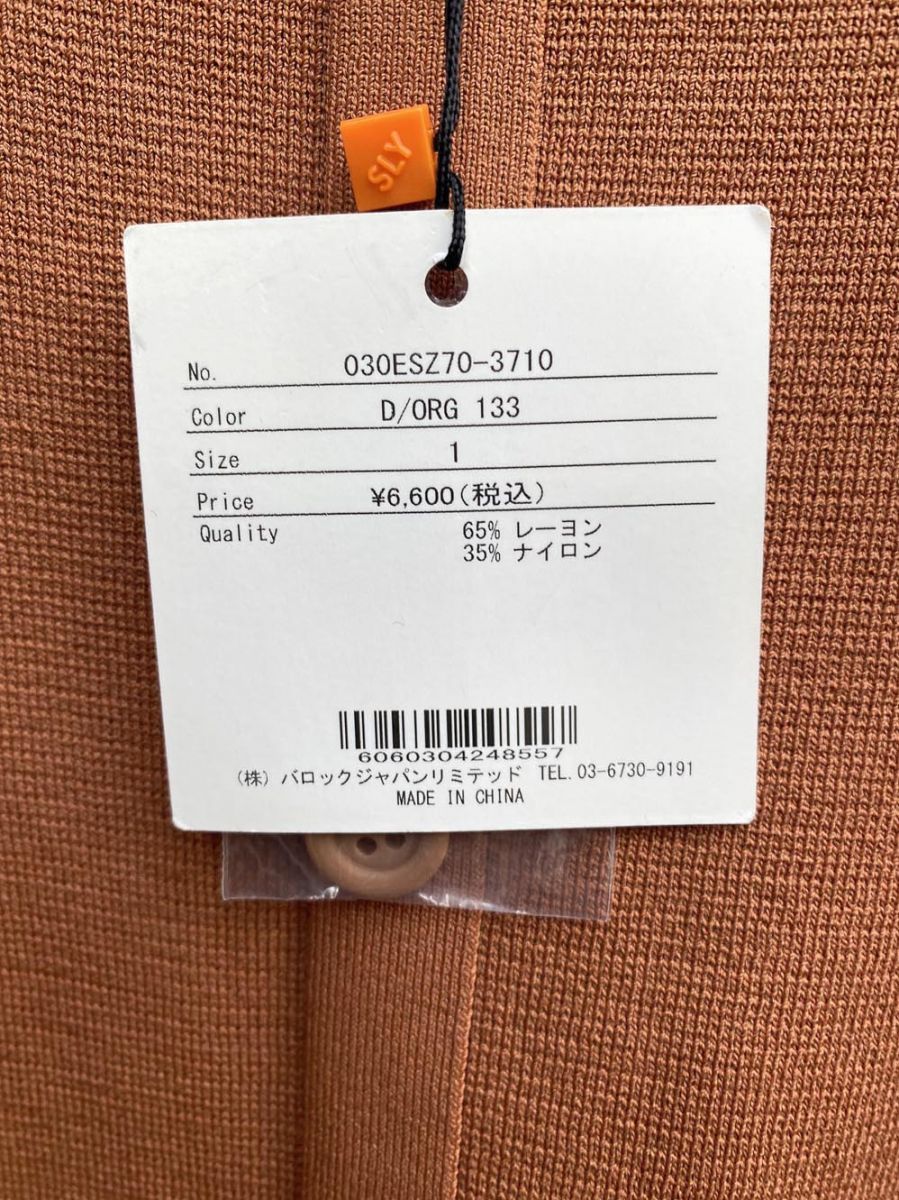 SLY
No. 030ESZ70-3710
Color D/ORG 133
Size 1
Price ¥6,600(税込)
Quality 65% レーヨン
35% ナイロン
6060304248557
(株) バロックジャパンリミテッド TEL.03-6730-9191
MADE IN CHINA